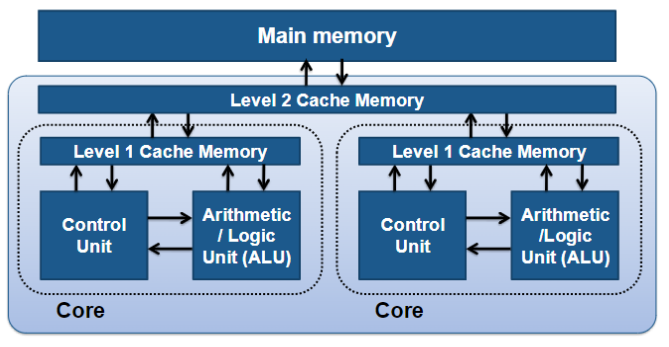 Main memory
Level 2 Cache Memory
Level 1 Cache Memory
Level 1 Cache Memory
Control
Unit
Arithmetic
/ Logic
Unit (ALU)
Control
Unit
Arithmetic
/Logic
Unit (ALU)
Core
Core